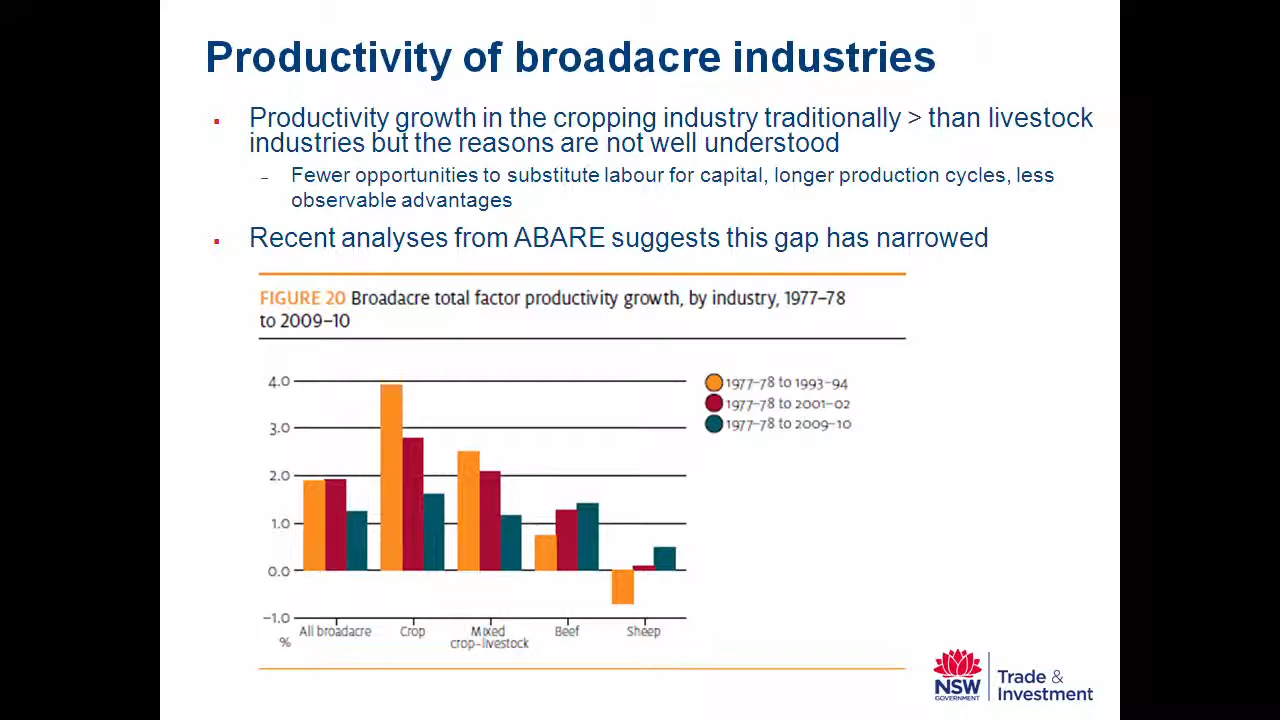 Productivity of broadacre industries
Productivity growth in the cropping industry traditionally > than livestock
industries but the reasons are not well understood
– Fewer opportunities to substitute labour for capital, longer production cycles, less
observable advantages
Recent analyses from ABARE suggests this gap has narrowed
FIGURE 20 Broadacre total factor productivity growth, by industry, 1977–78
to 2009–10
4.0
3.0
2.0
1.0
0.0
–1.0
%
All broadacre
Crop
Mixed
crop-livestock
Beef
Sheep
1977–78 to 1993–94
1977–78 to 2001–02
1977–78 to 2009–10
NSW
GOVERNMENT
Trade &
Investment